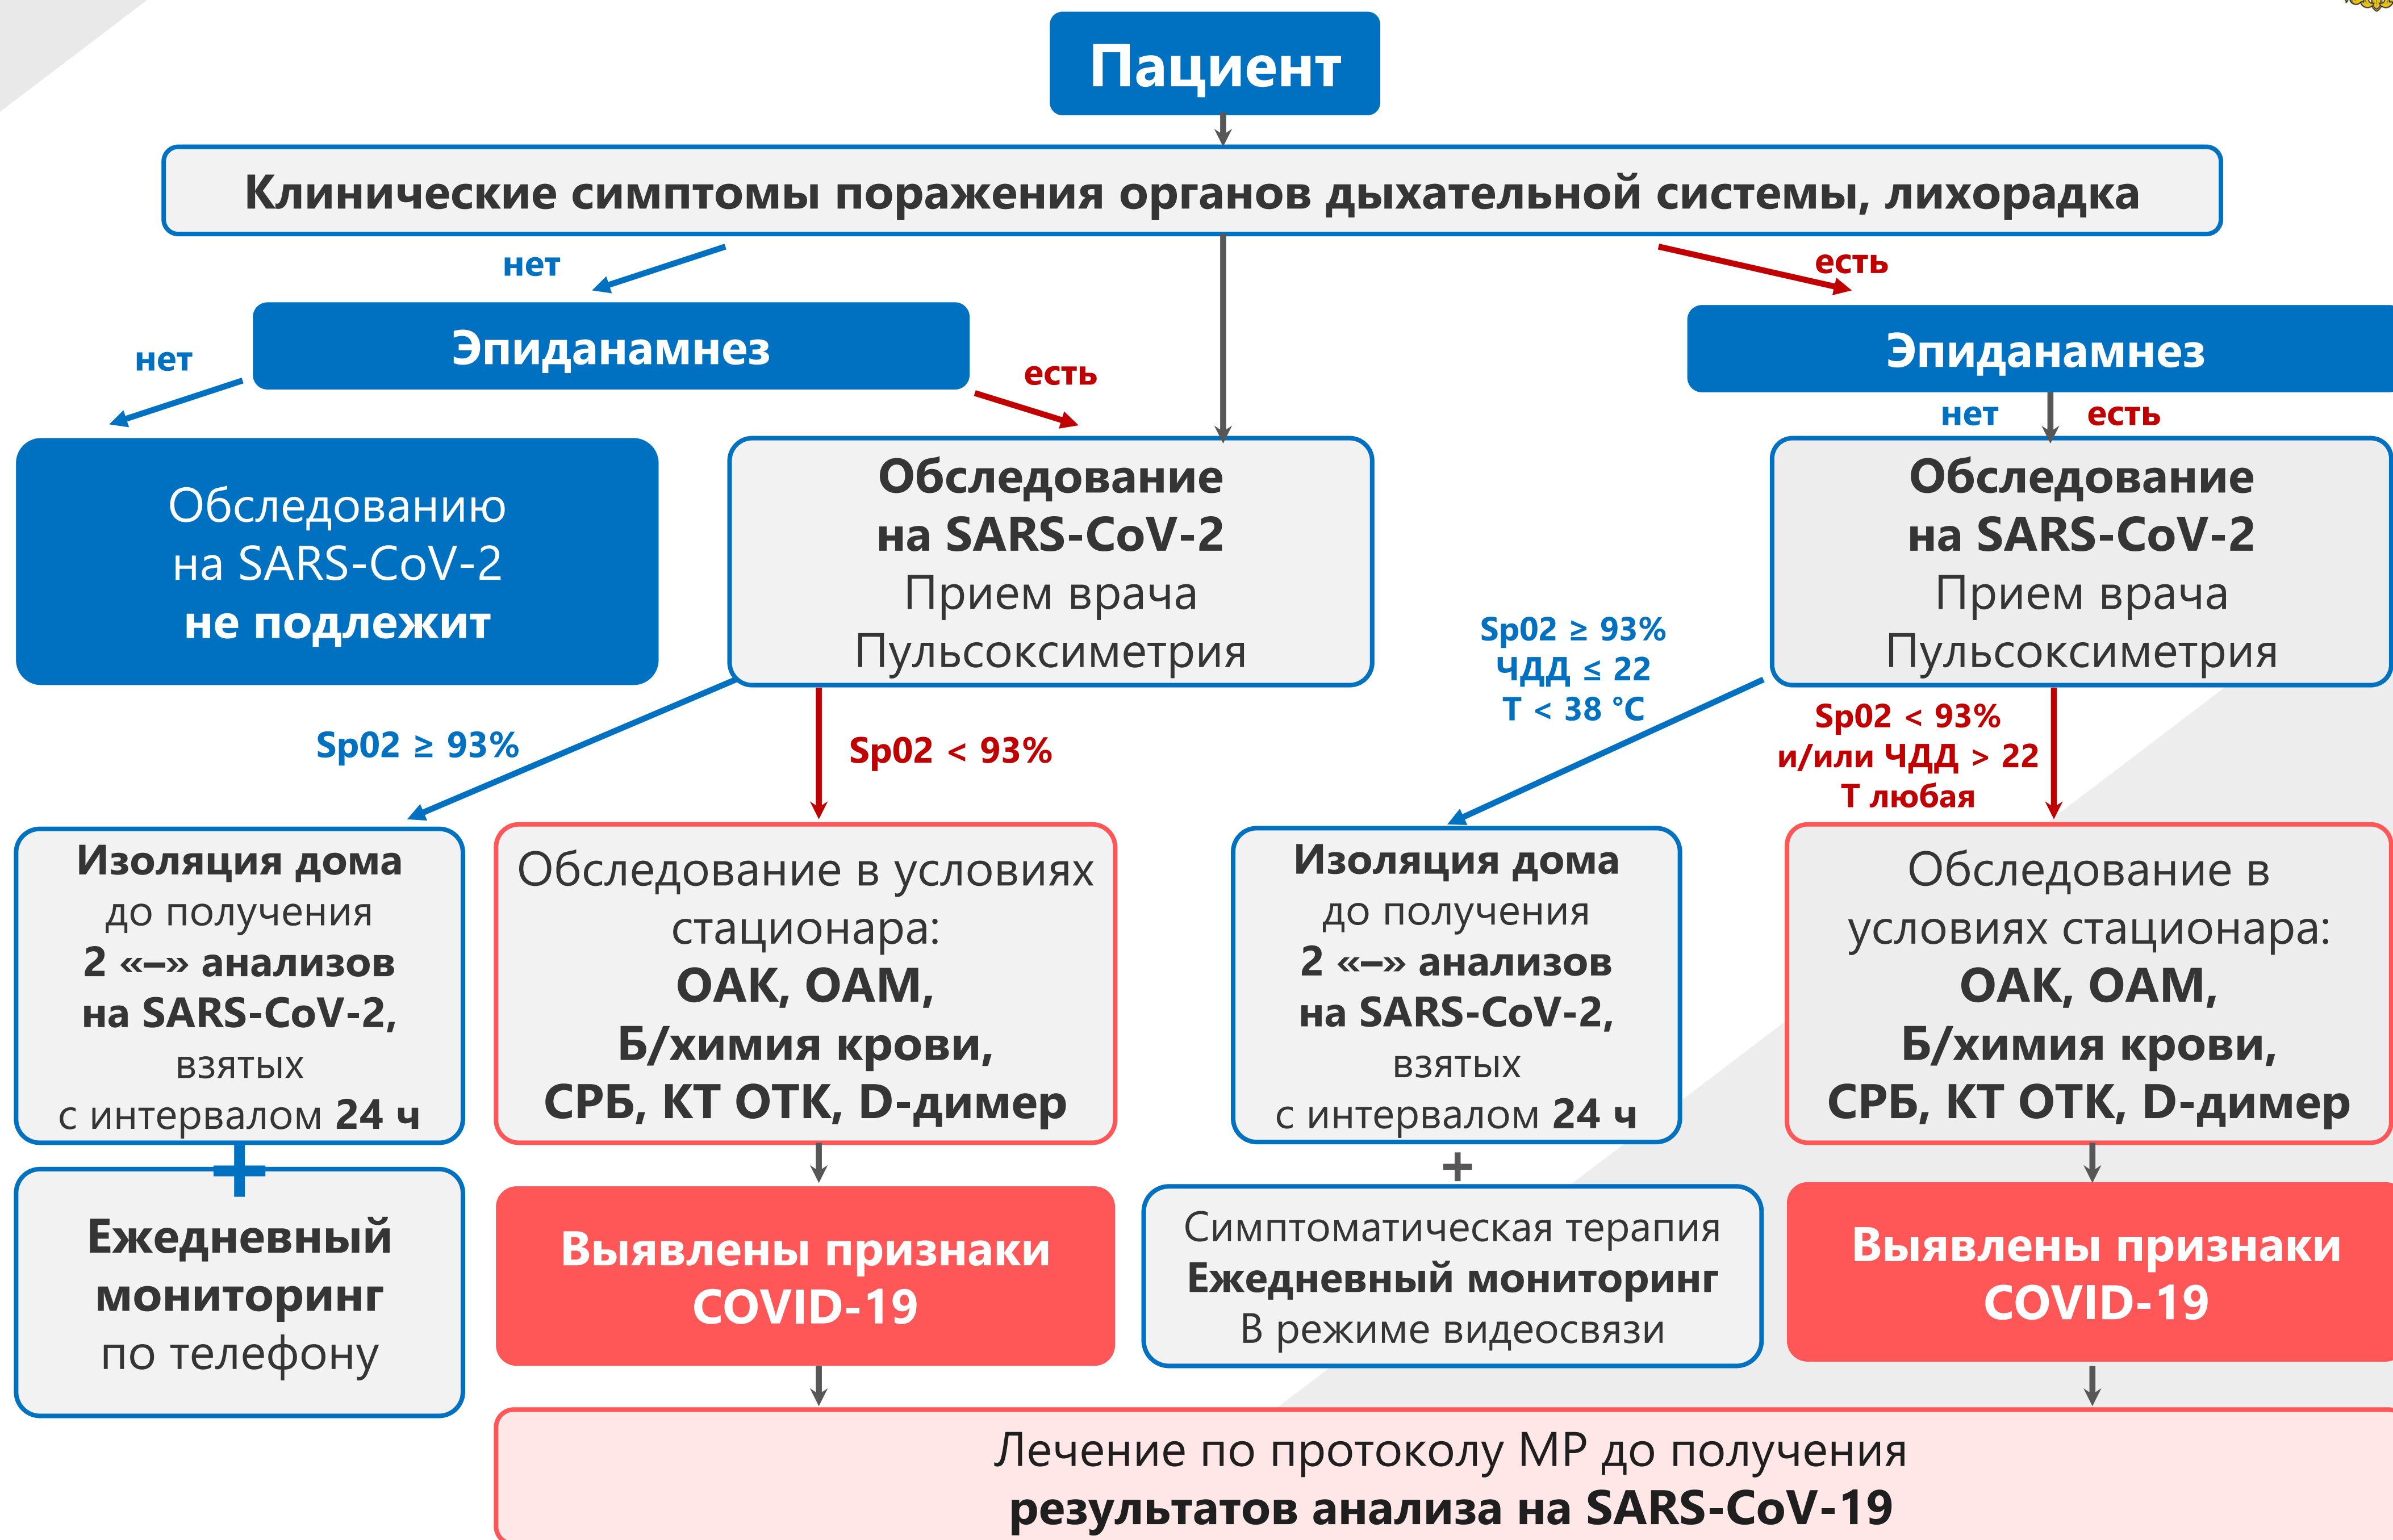 Пациент
Клинические симптомы поражения органов дыхательной системы, лихорадка
нет
есть
Эпиданамнез
Эпиданамнез
нет
есть
нет
есть
Обследованию
на SARS-CoV-2
не подлежит
Обследование
на SARS-CoV-2
Прием врача
Пульсоксиметрия
Обследование
на SARS-CoV-2
Прием врача
Пульсоксиметрия
Sp02 ≥ 93%
Sp02 < 93%
Sp02 ≥ 93%
ЧДД ≤ 22
T < 38 °C
Sp02 < 93%
и/или ЧДД > 22
Т любая
Изоляция дома
до получения
2 «–» анализов
на SARS-CoV-2,
взятых
с интервалом 24 ч
+
Ежедневный
мониторинг
по телефону
Обследование в условиях
стационара:
ОАК, ОАМ,
Б/химия крови,
СРБ, КТ ОТК, D-димер
Выявлены признаки
COVID-19
Изоляция дома
до получения
2 «–» анализов
на SARS-CoV-2,
взятых
с интервалом 24 ч
+
Симптоматическая терапия
Ежедневный мониторинг
В режиме видеосвязи
Обследование в
условиях стационара:
ОАК, ОАМ,
Б/химия крови,
СРБ, КТ ОТК, D-димер
Выявлены признаки
COVID-19
Лечение по протоколу МР до получения
результатов анализа на SARS-CoV-19